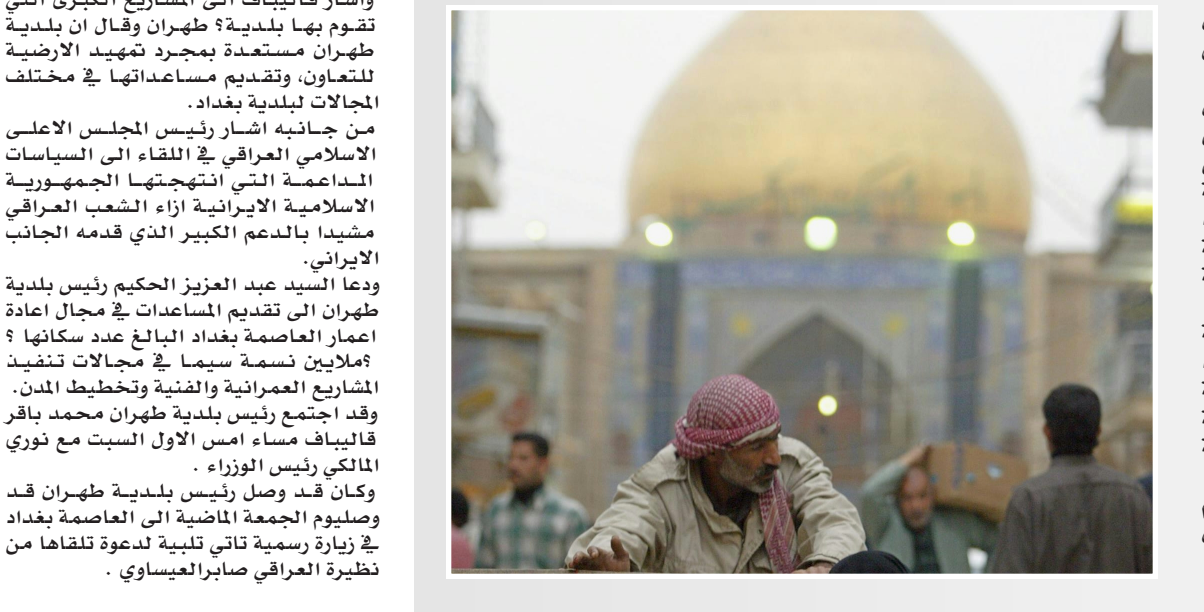 واشار قاليباف الى المشاريع الكبرى التي
تقوم بها بلدية؟ طهران وقال ان بلدية
طهران مستعدة بمجرد تمهيد الارضية
للتعاون، وتقديم مساعداتها في مختلف
المجالات لبلدية بغداد.
من جانبه اشار رئيس المجلس الاعلى
الاسلامي العراقي في اللقاء الى السياسات
المداعمة التي انتهجتها الجمهورية
الاسلامية الايرانية ازاء الشعب العراقي
مشيدا بالدعم الكبير الذي قدمه الجانب
الايراني.
ودعا السيد عبد العزيز الحكيم رئيس بلدية
طهران الى تقديم المساعدات في مجال اعادة
اعمار العاصمة بغداد البالغ عدد سكانها ؟
؟ملايين نسمة سيما في مجالات تنفيذ
المشاريع العمرانية والفنية وتخطيط المدن.
وقد اجتمع رئيس بلدية طهران محمد باقر
قاليباف مساء امس الاول السبت مع نوري
المالكي رئيس الوزراء .
وكان قد وصل رئيس بلدية طهران قد
وصليوم الجمعة الماضية الى العاصمة بغداد
في زيارة رسمية تاتي تلبية لدعوة تلقاها من
نظيرة العراقي صابرالعيساوي .